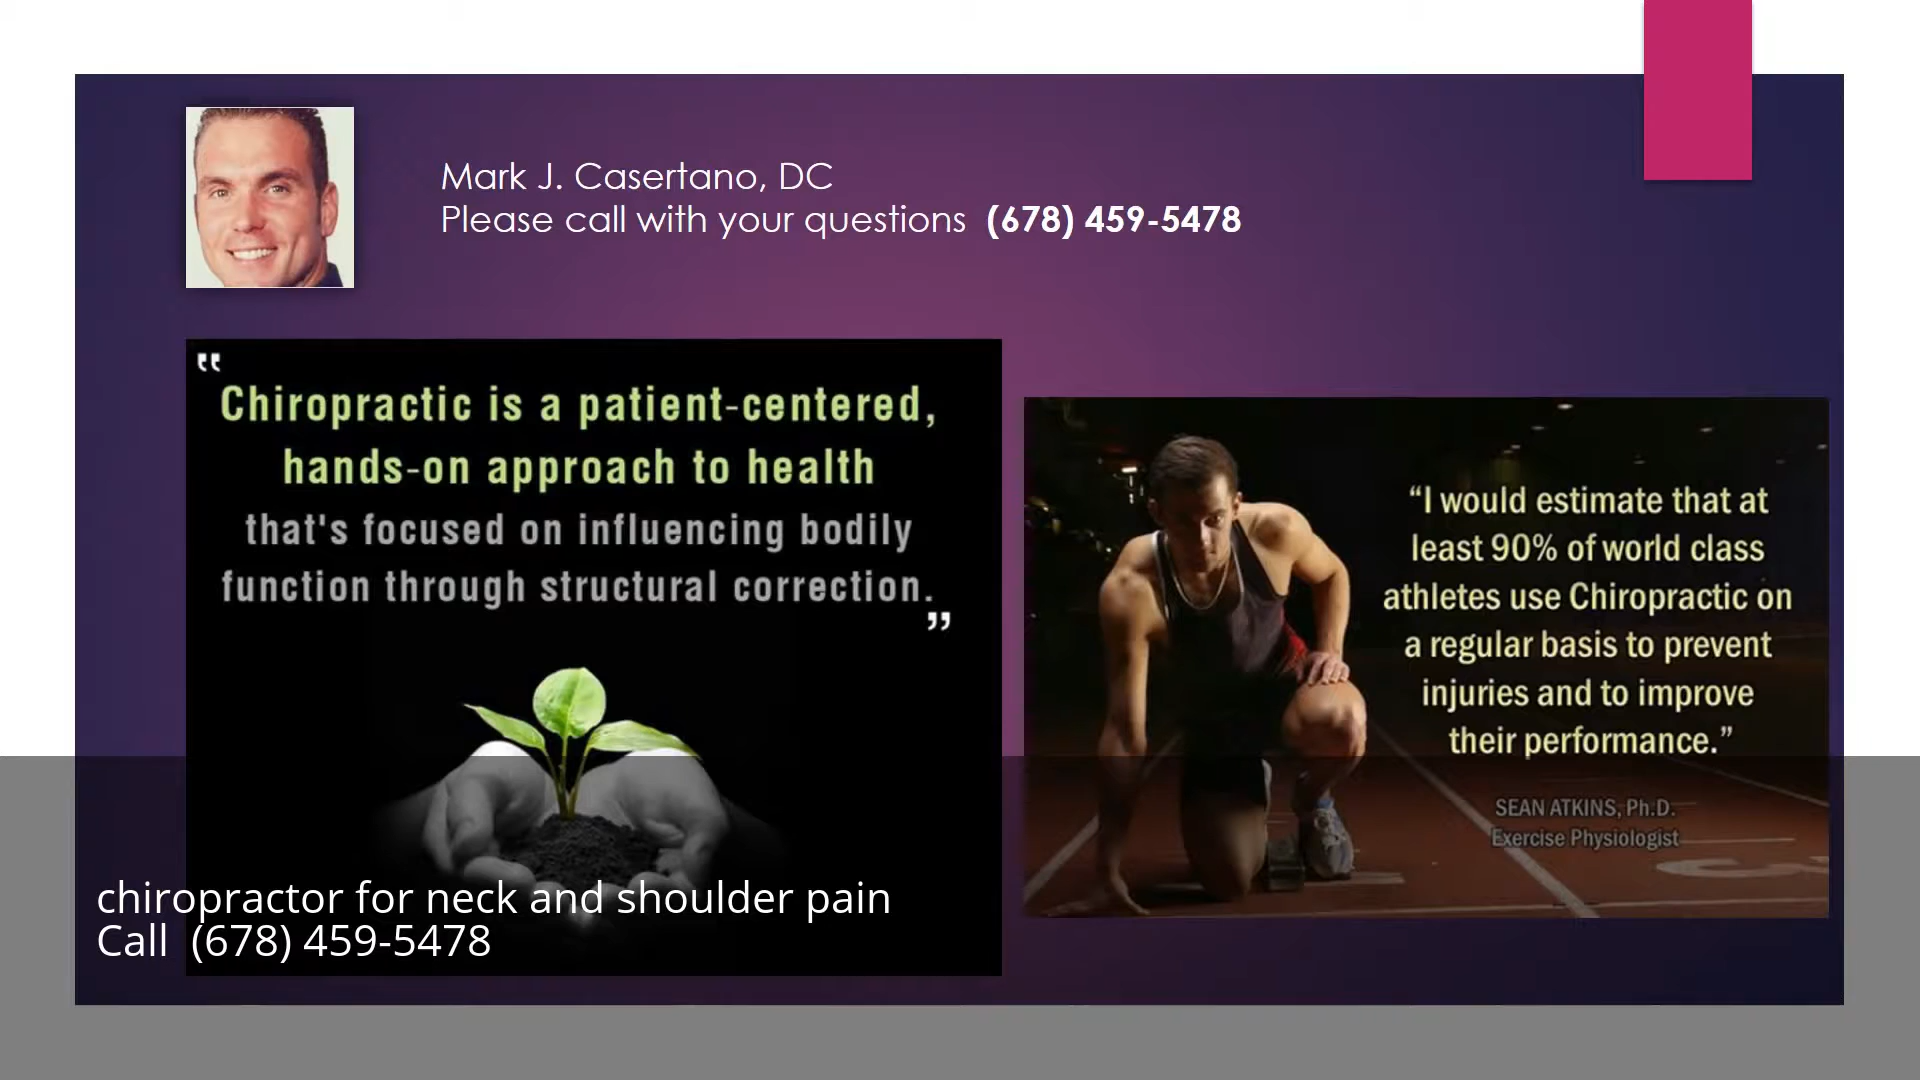 Mark J. Casertano, DC
Please call with your questions  (678) 459-5478
"
Chiropractic is a patient-centered,
hands-on approach to health
that's focused on influencing bodily
function through structural correction.
"
“I would estimate that at
least 90% of world class
athletes use Chiropractic on
a regular basis to prevent
injuries and to improve
their performance.”
SEAN ATKINS, Ph.D.
Exercise Physiologist
chiropractor for neck and shoulder pain
Call  (678) 459-5478